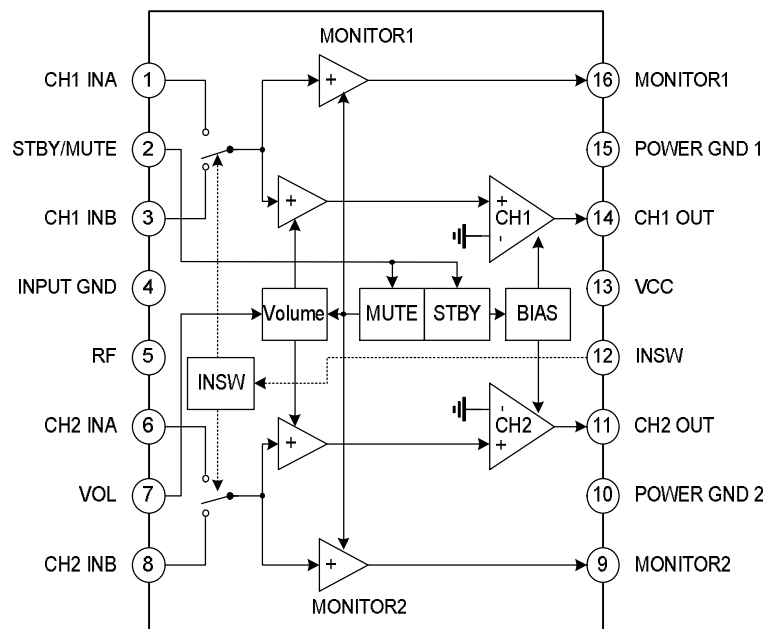 MONITOR1
CH1 INA 1 + 16 MONITOR1
STBY/MUTE 2 15 POWER GND 1
CH1 INB 3 + + CH1 - 14 CH1 OUT
INPUT GND 4 Volume MUTE STBY BIAS 13 VCC
RF 5 INSW 12 INSW
CH2 INA 6 + - CH2 + 11 CH2 OUT
VOL 7 10 POWER GND 2
CH2 INB 8 + 9 MONITOR2
MONITOR2